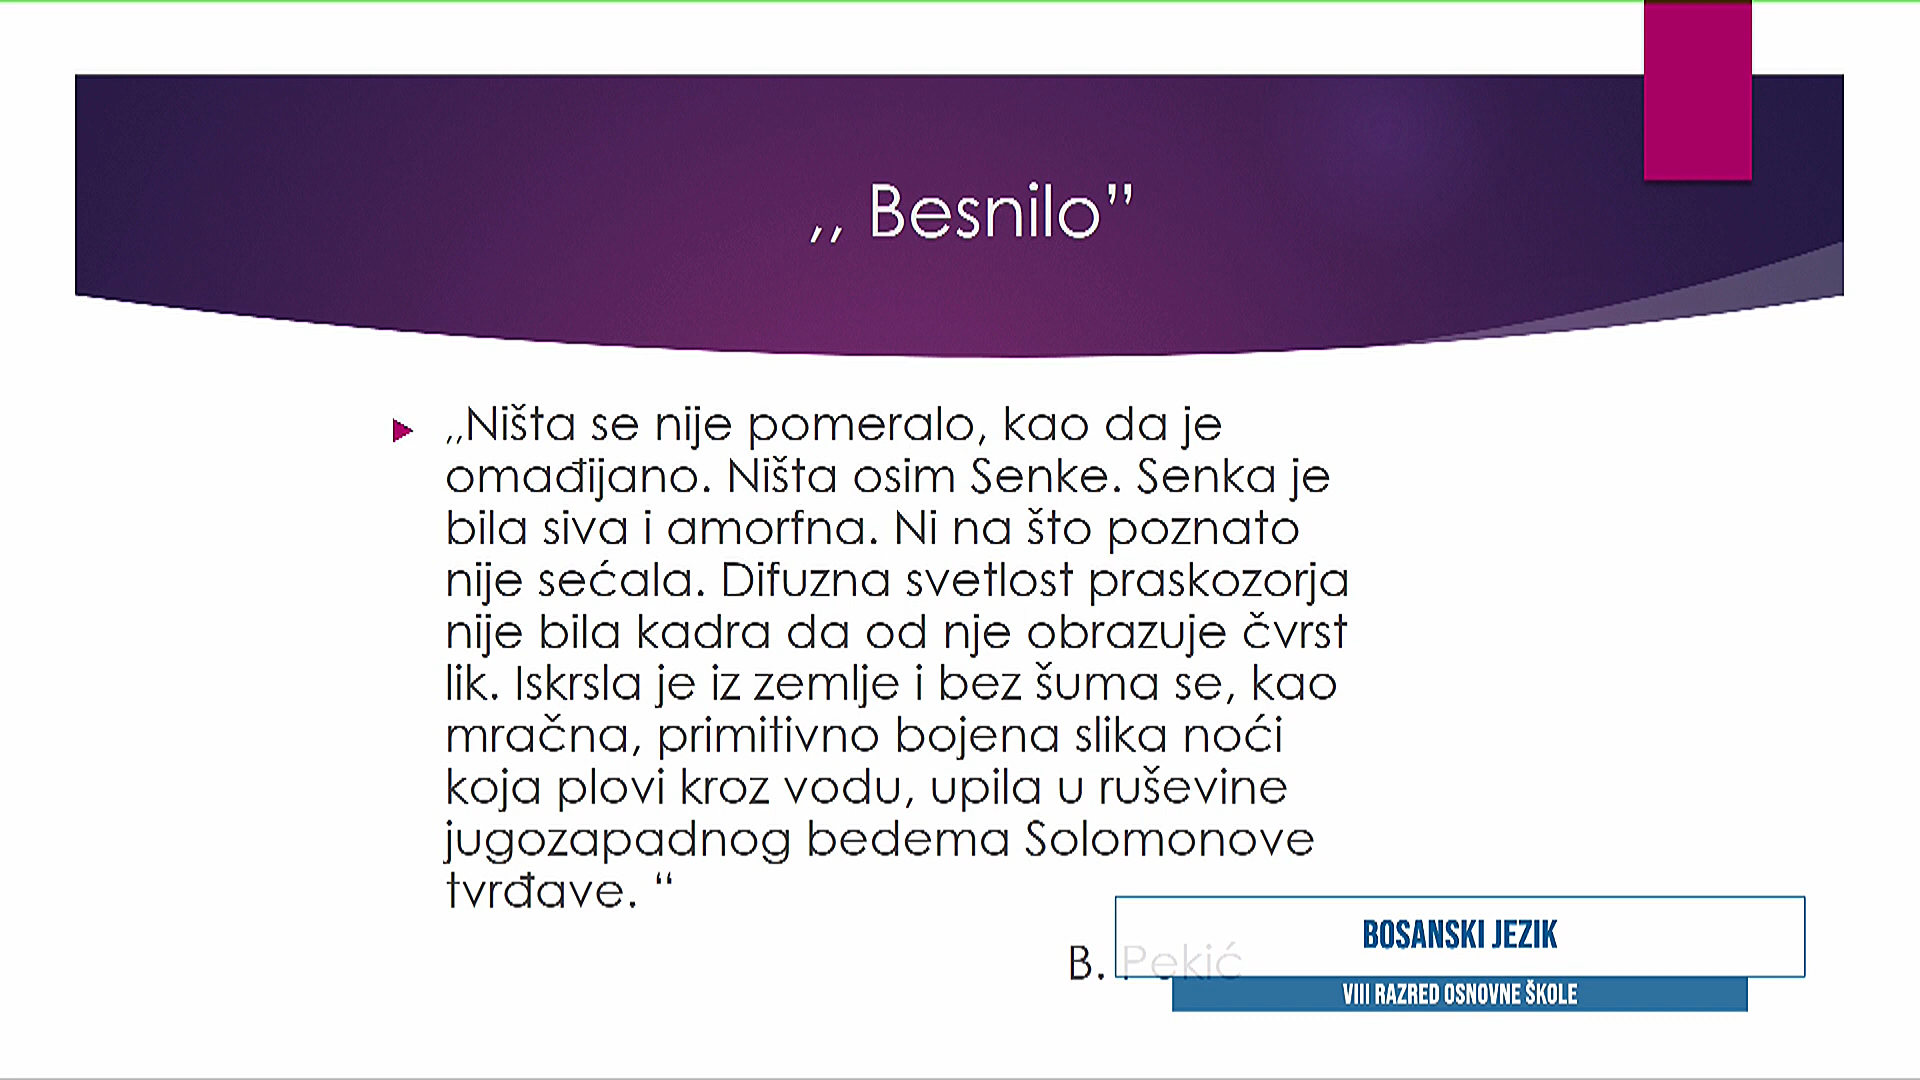 ,, Besnilo”
,,Ništa se nije pomeralo, kao da je
omađijano. Ništa osim Senke. Senka je
bila siva i amorfna. Ni na što poznato
nije sećala. Difuzna svetlost praskozorja
nije bila kadra da od nje obrazuje čvrst
lik. Iskrsla je iz zemlje i bez šuma se, kao
mračna, primitivno bojena slika noći
koja plovi kroz vodu, upila u ruševine
jugozapadnog bedema Solomonove
tvrđave. “
B. Pekić
BOSANSKI JEZIK
VIII RAZRED OSNOVNE ŠKOLE